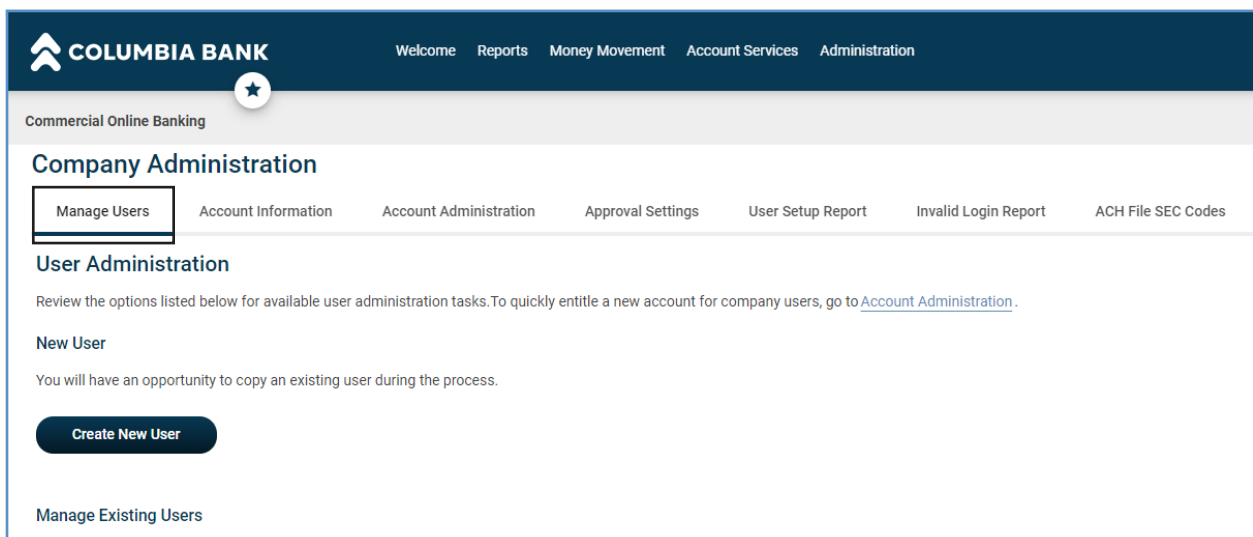 COLUMBIA BANK
Welcome Reports Money Movement Account Services Administration
Commercial Online Banking
Company Administration
Manage Users Account Information Account Administration Approval Settings User Setup Report Invalid Login Report ACH File SEC Codes
User Administration
Review the options listed below for available user administration tasks.To quickly entitle a new account for company users, go to Account Administration .
New User
You will have an opportunity to copy an existing user during the process.
Create New User
Manage Existing Users